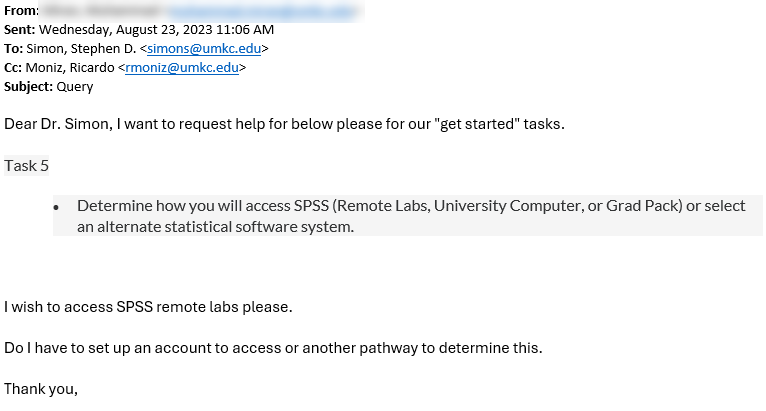 From:
Sent: Wednesday, August 23, 2023 11:06 AM
To: Simon, Stephen D. <simons@umkc.edu>
Cc: Moniz, Ricardo <rmoniz@umkc.edu>
Subject: Query
Dear Dr. Simon, I want to request help for below please for our "get started" tasks.
Task 5
• Determine how you will access SPSS (Remote Labs, University Computer, or Grad Pack) or select
an alternate statistical software system.
I wish to access SPSS remote labs please.
Do I have to set up an account to access or another pathway to determine this.
Thank you,